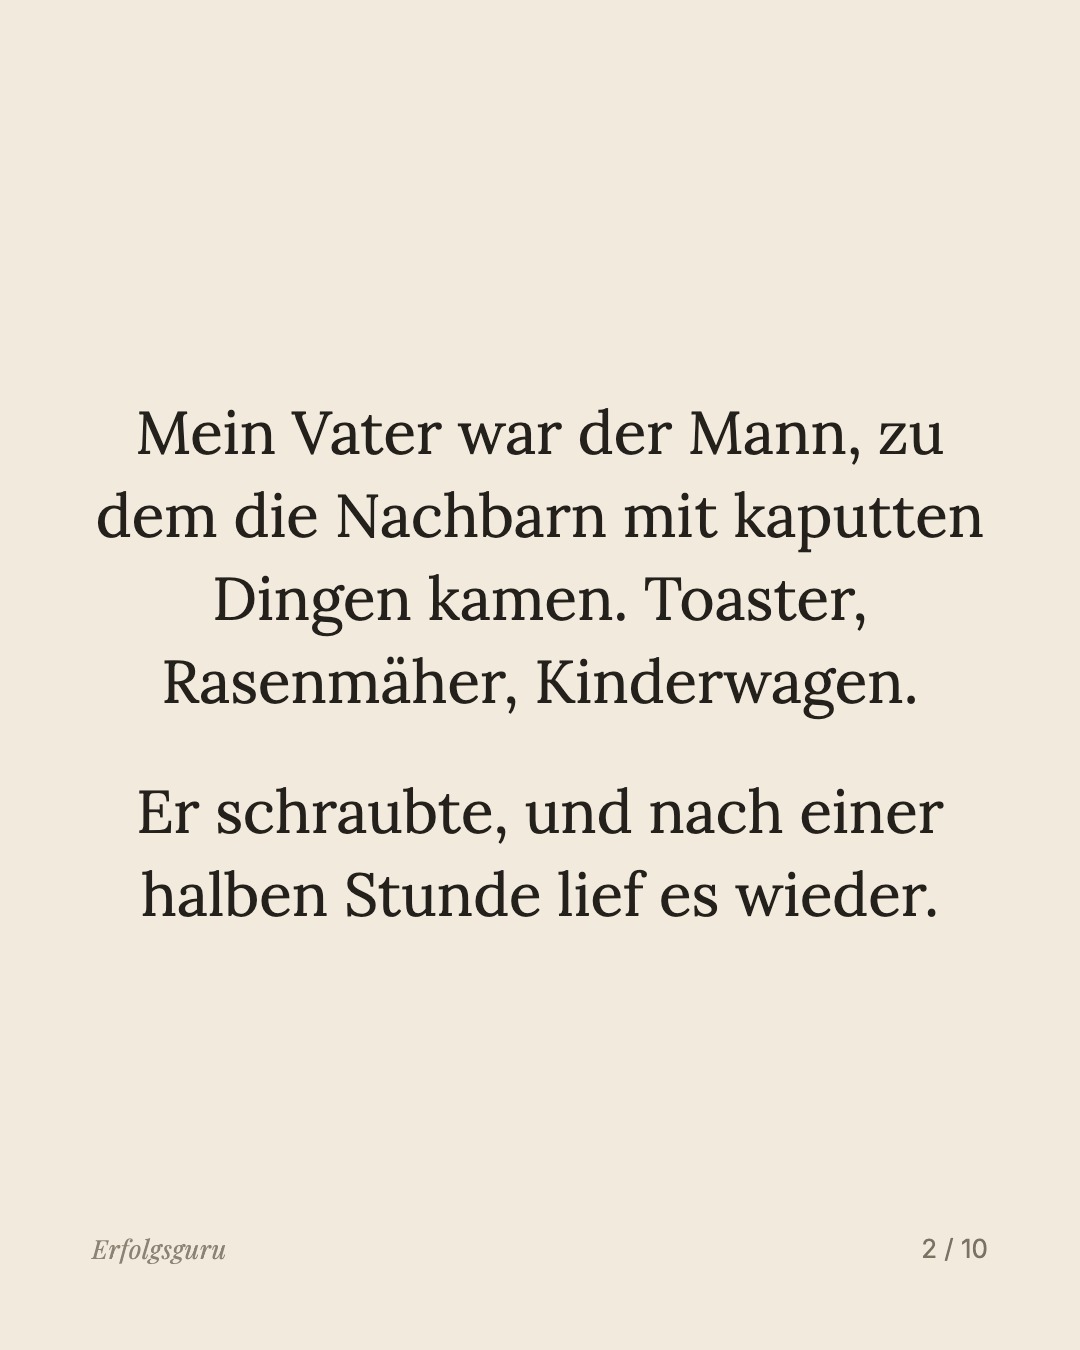 Mein Vater war der Mann, zu
dem die Nachbarn mit kaputten
Dingen kamen. Toaster,
Rasenmäher, Kinderwagen.
Er schraubte, und nach einer
halben Stunde lief es wieder.
Erfolgsguru
2 / 10